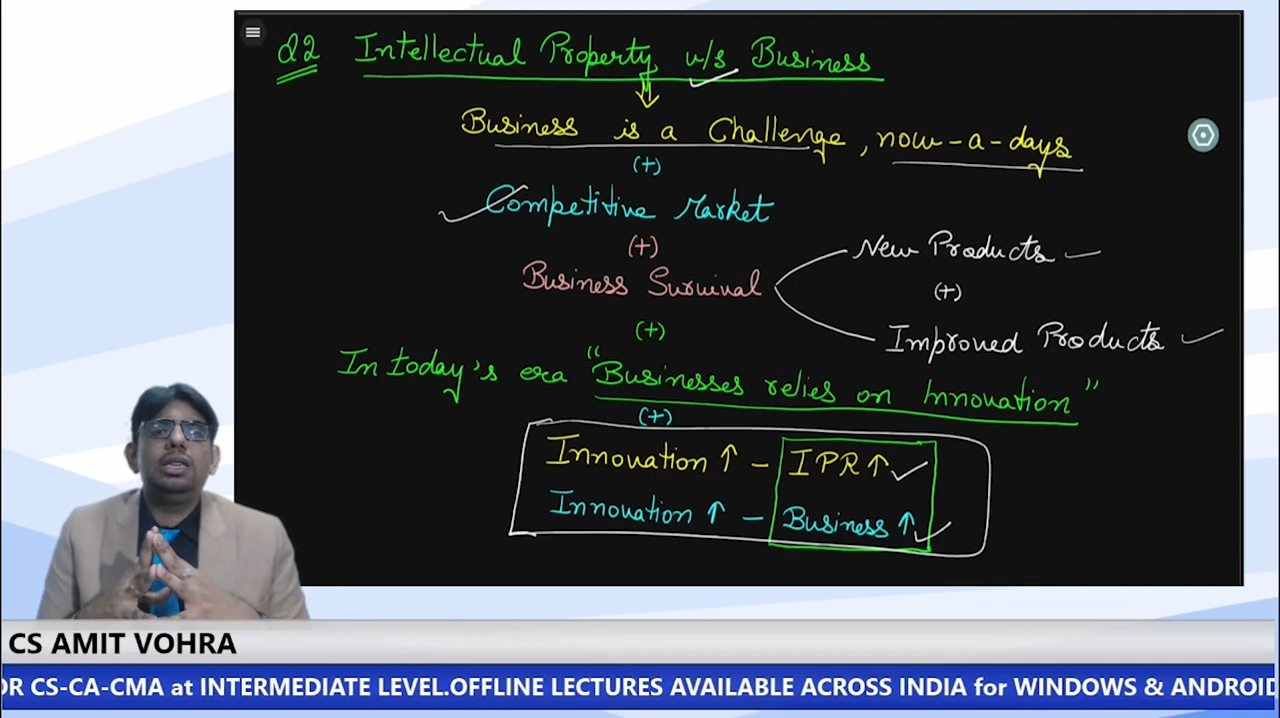 Q2 Intellectual Property v/s Business
Business is a Challenge, now-a-days
(+)
Competitive Market
(+)
Business Survival
New Products
(+)
Improved Products
(+)
In today's era "Businesses relies on Innovation"
(+)
Innovation ↑ - IPR ↑
Innovation ↑ - Business ↑
CS AMIT VOHRA
OR CS-CA-CMA at INTERMEDIATE LEVEL.OFFLINE LECTURES AVAILABLE ACROSS INDIA for WINDOWS & ANDROID